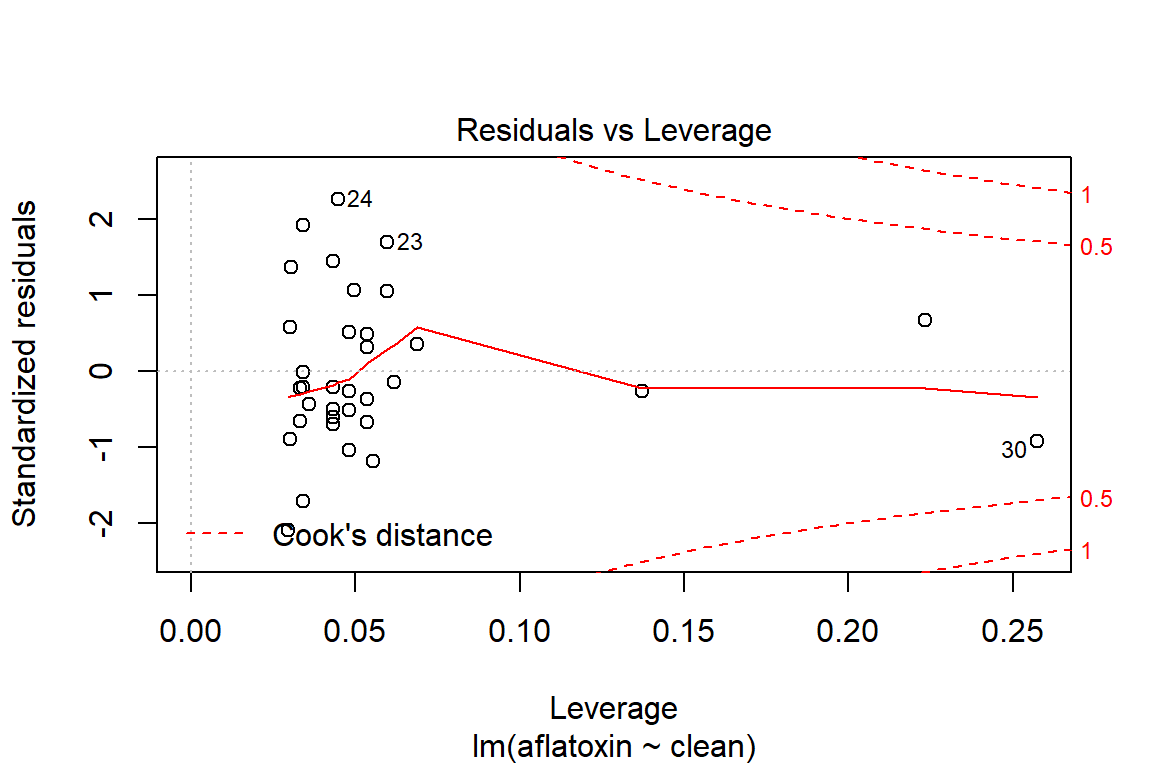 Residuals vs Leverage
Standardized residuals
2
1
0
-1
-2
24
23
30
1
0.5
0.5
1
Cook's distance
0.00 0.05 0.10 0.15 0.20 0.25
Leverage
lm(aflatoxin ~ clean)